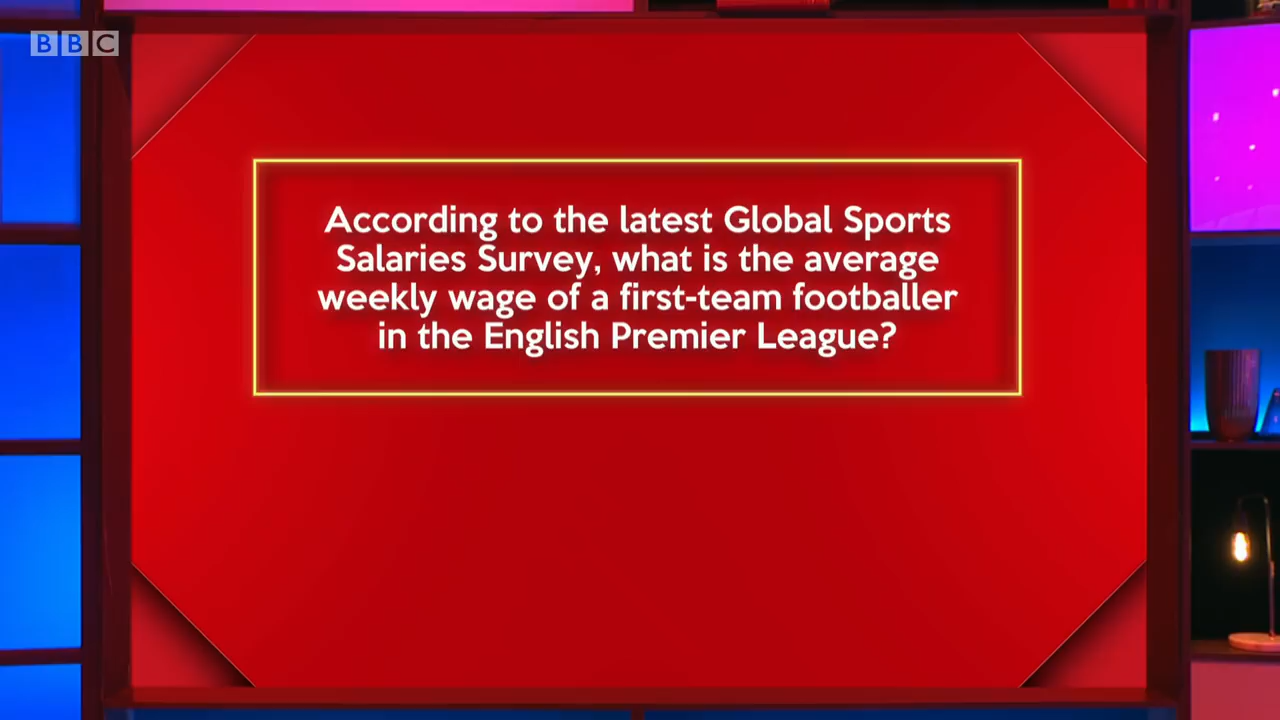 BBC
According to the latest Global Sports
Salaries Survey, what is the average
weekly wage of a first-team footballer
in the English Premier League?